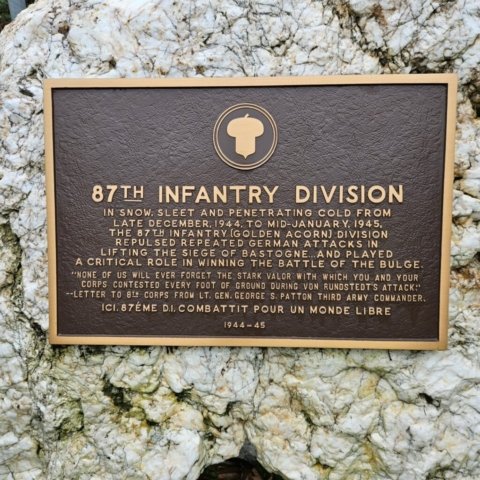 87TH INFANTRY DIVISION
IN SNOW, SLEET AND PENETRATING COLD FROM
LATE DECEMBER, 1944, TO MID-JANUARY, 1945,
THE 87TH INFANTRY (GOLDEN ACORN) DIVISION
REPULSED REPEATED GERMAN ATTACKS IN
LIFTING THE SIEGE OF BASTOGNE...AND PLAYED
A CRITICAL ROLE IN WINNING THE BATTLE OF THE BULGE.
"NONE OF US WILL EVER FORGET THE STARK VALOR WITH WHICH YOU AND YOUR
CORPS CONTESTED EVERY FOOT OF GROUND DURING VON RUNDSTEDT'S ATTACK."
--LETTER TO 8TH CORPS FROM LT. GEN. GEORGE S. PATTON THIRD ARMY COMMANDER.
ICI. 87ÉME D.I. COMBATTIT POUR UN MONDE LIBRE
1944-45